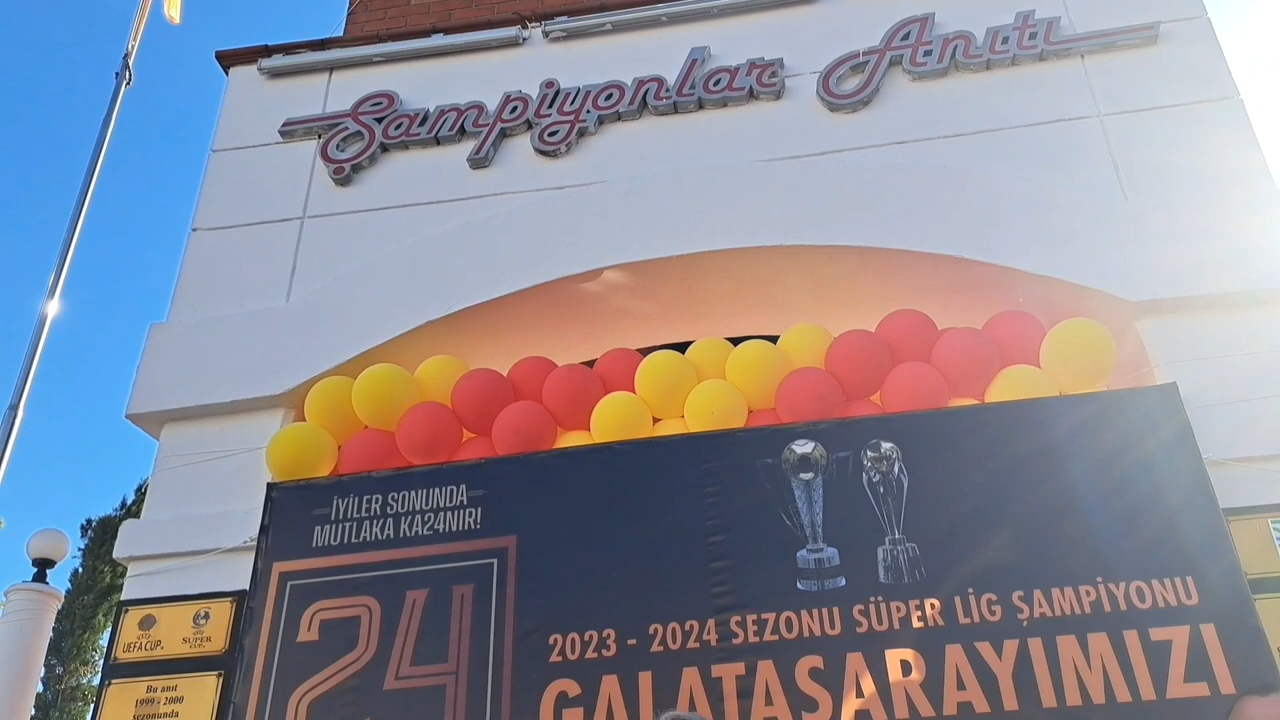 Şampiyonlar Anıtı
İYİLER SONUNDA
MUTLAKA KA24NIR!
24
2023 - 2024 SEZONU SÜPER LİG ŞAMPİYONU
GALATASARAYIMIZI
UEFA CUP
SUPER CUP
Bu anıt
1999 - 2000
sezonunda